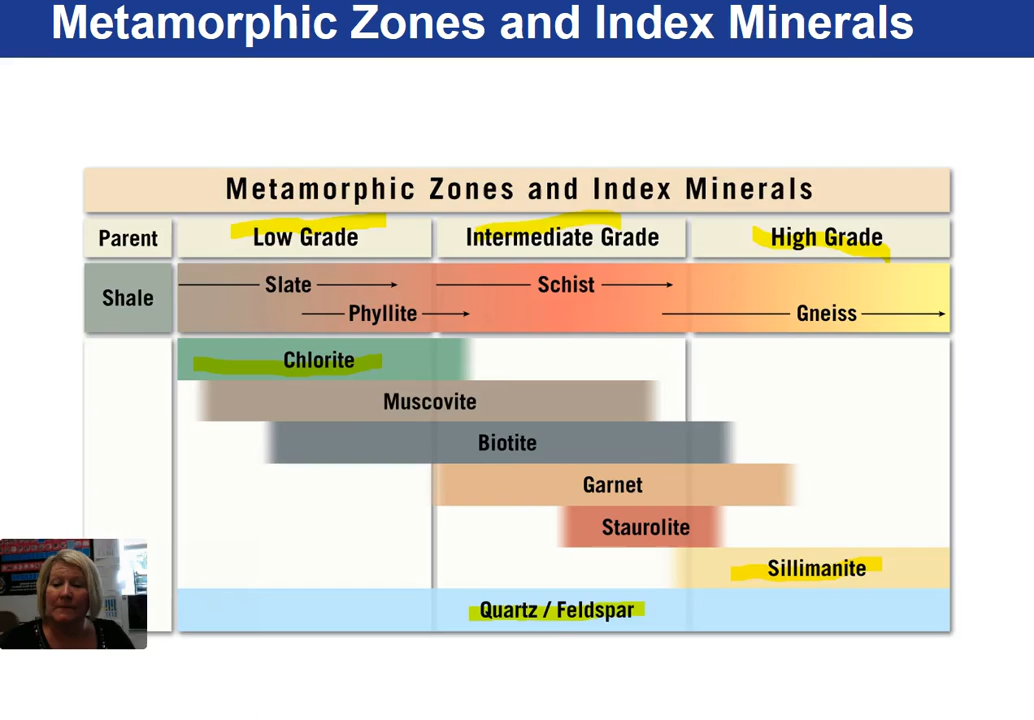 Metamorphic Zones and Index Minerals
Metamorphic Zones and Index Minerals
Parent Low Grade Intermediate Grade High Grade
Shale
Slate Schist
Phyllite Gneiss
Chlorite
Muscovite
Biotite
Garnet
Staurolite
Sillimanite
Quartz / Feldspar